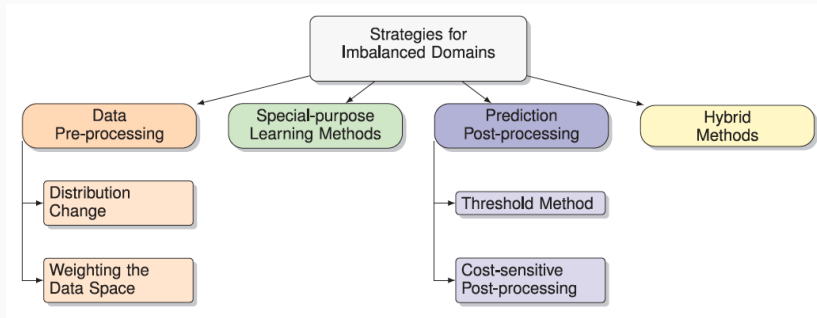 Strategies for
Imbalanced Domains
Data
Pre-processing
Special-purpose
Learning Methods
Prediction
Post-processing
Hybrid
Methods
Distribution
Change
Threshold Method
Weighting the
Data Space
Cost-sensitive
Post-processing